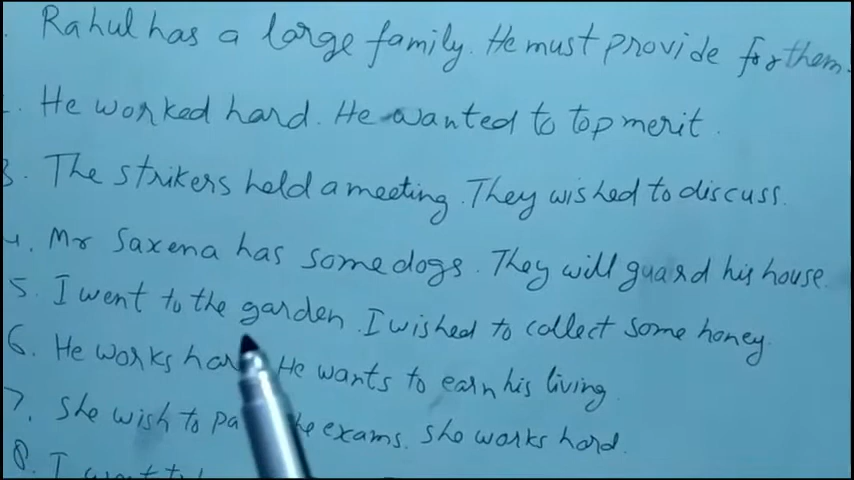 . Rahul has a large family. He must provide for them.
. He worked hard. He wanted to top merit.
3. The strikers held a meeting. They wished to discuss.
4. Mr Saxena has some dogs. They will guard his house.
5. I went to the garden. I wished to collect some honey.
6. He works He wants to earn his living.
7. She wish to exams. She works hard.
8. I